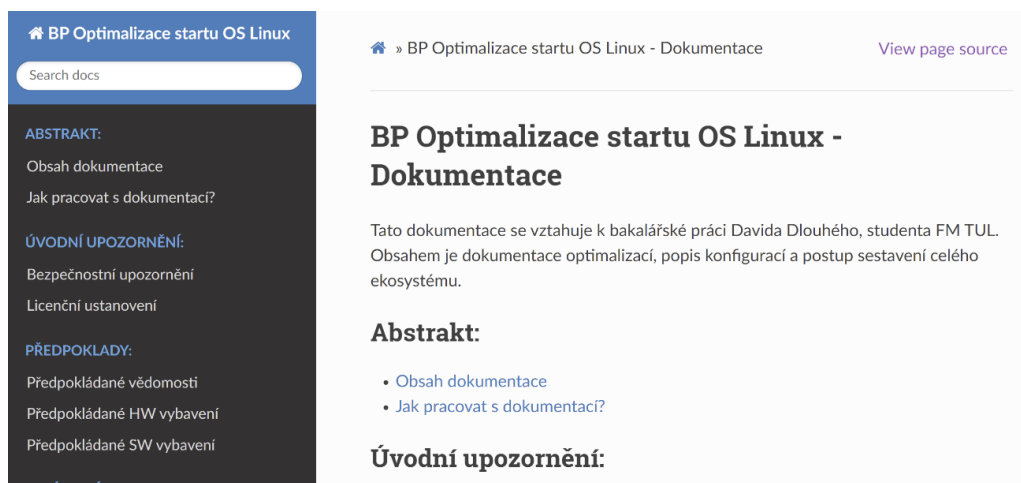 BP Optimalizace startu OS Linux
Search docs
ABSTRAKT:
Obsah dokumentace
Jak pracovat s dokumentací?
ÚVODNÍ UPOZORNĚNÍ:
Bezpečnostní upozornění
Licenční ustanovení
PŘEDPOKLADY:
Předpokládané vědomosti
Předpokládané HW vybavení
Předpokládané SW vybavení
» BP Optimalizace startu OS Linux - Dokumentace
View page source
BP Optimalizace startu OS Linux -
Dokumentace
Tato dokumentace se vztahuje k bakalářské práci Davida Dlouhého, studenta FM TUL.
Obsahem je dokumentace optimalizací, popis konfigurací a postup sestavení celého
ekosystému.
Abstrakt:
• Obsah dokumentace
• Jak pracovat s dokumentací?
Úvodní upozornění: